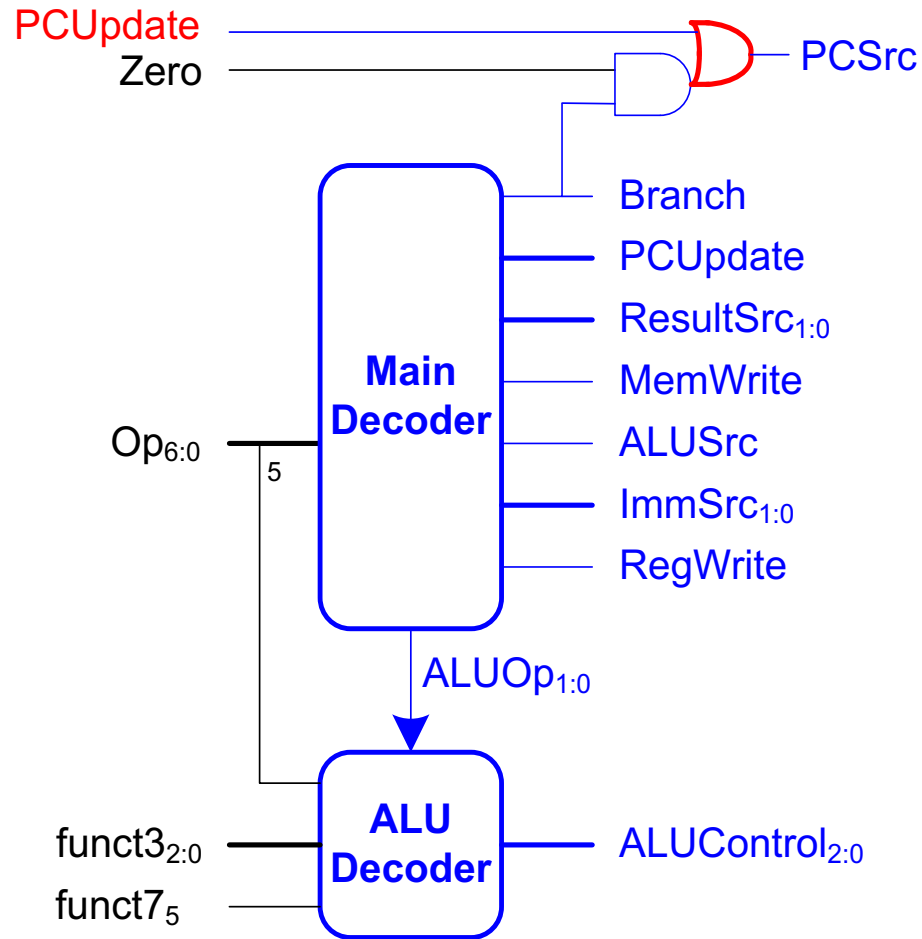 PCUpdate
Zero
PCSrc
Branch
PCUpdate
ResultSrc1:0
MemWrite
ALUSrc
ImmSrc1:0
RegWrite
Main
Decoder
Op6:0
5
ALUOp1:0
ALU
Decoder
funct32:0
funct75
ALUControl2:0